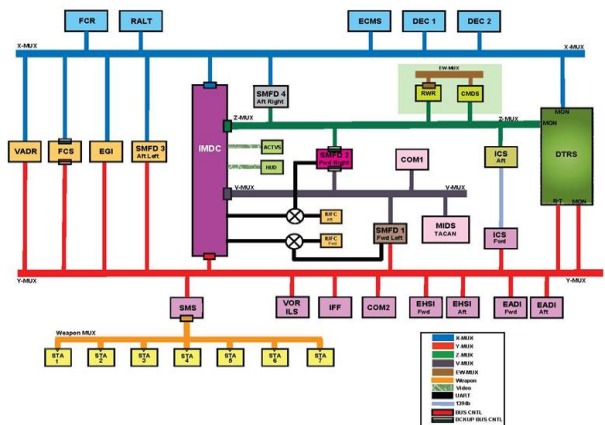 FCR
RALT
ECMS
DEC 1
DEC 2
X-MUX
X-MUX
EW-MUX
SMFD 4
Aft Right
RWR
CMDS
Z-MUX
Z-MUX
MON
MON
VADR
FCS
EGI
SMFD 3
Aft Left
IMDC
ACTVS
HUD
SMFD 2
Fwd Right
COM1
ICS
Aft
DTRS
V-MUX
V-MUX
IUFC
Aft
IUFC
Fwd
SMFD 1
Fwd Left
MIDS
TACAN
ICS
Fwd
R/T
MON
Y-MUX
Y-MUX
SMS
VOR
ILS
IFF
COM2
EHSI
Fwd
EHSI
Aft
EADI
Fwd
EADI
Aft
Weapon MUX
STA
1
STA
2
STA
3
STA
4
STA
5
STA
6
STA
7
X-MUX
Y-MUX
Z-MUX
V-MUX
EW-MUX
Weapon
Video
UART
1394b
BUS CNTL
BCKUP BUS CNTL